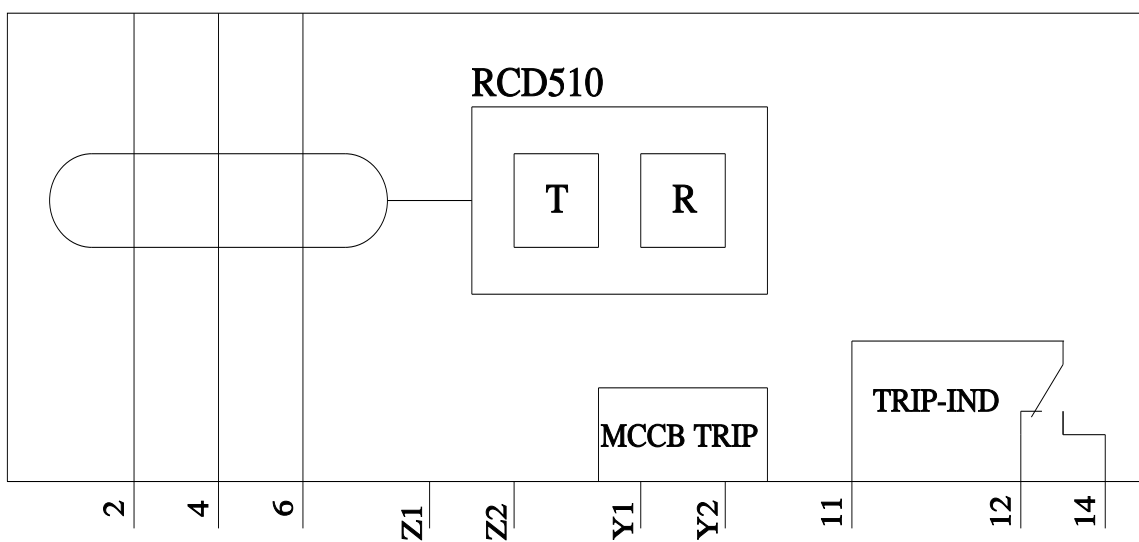 RCD510
T R
TRIP-IND
MCCB TRIP
2 4 6 Z1 Z2 Y1 Y2 11 12 14